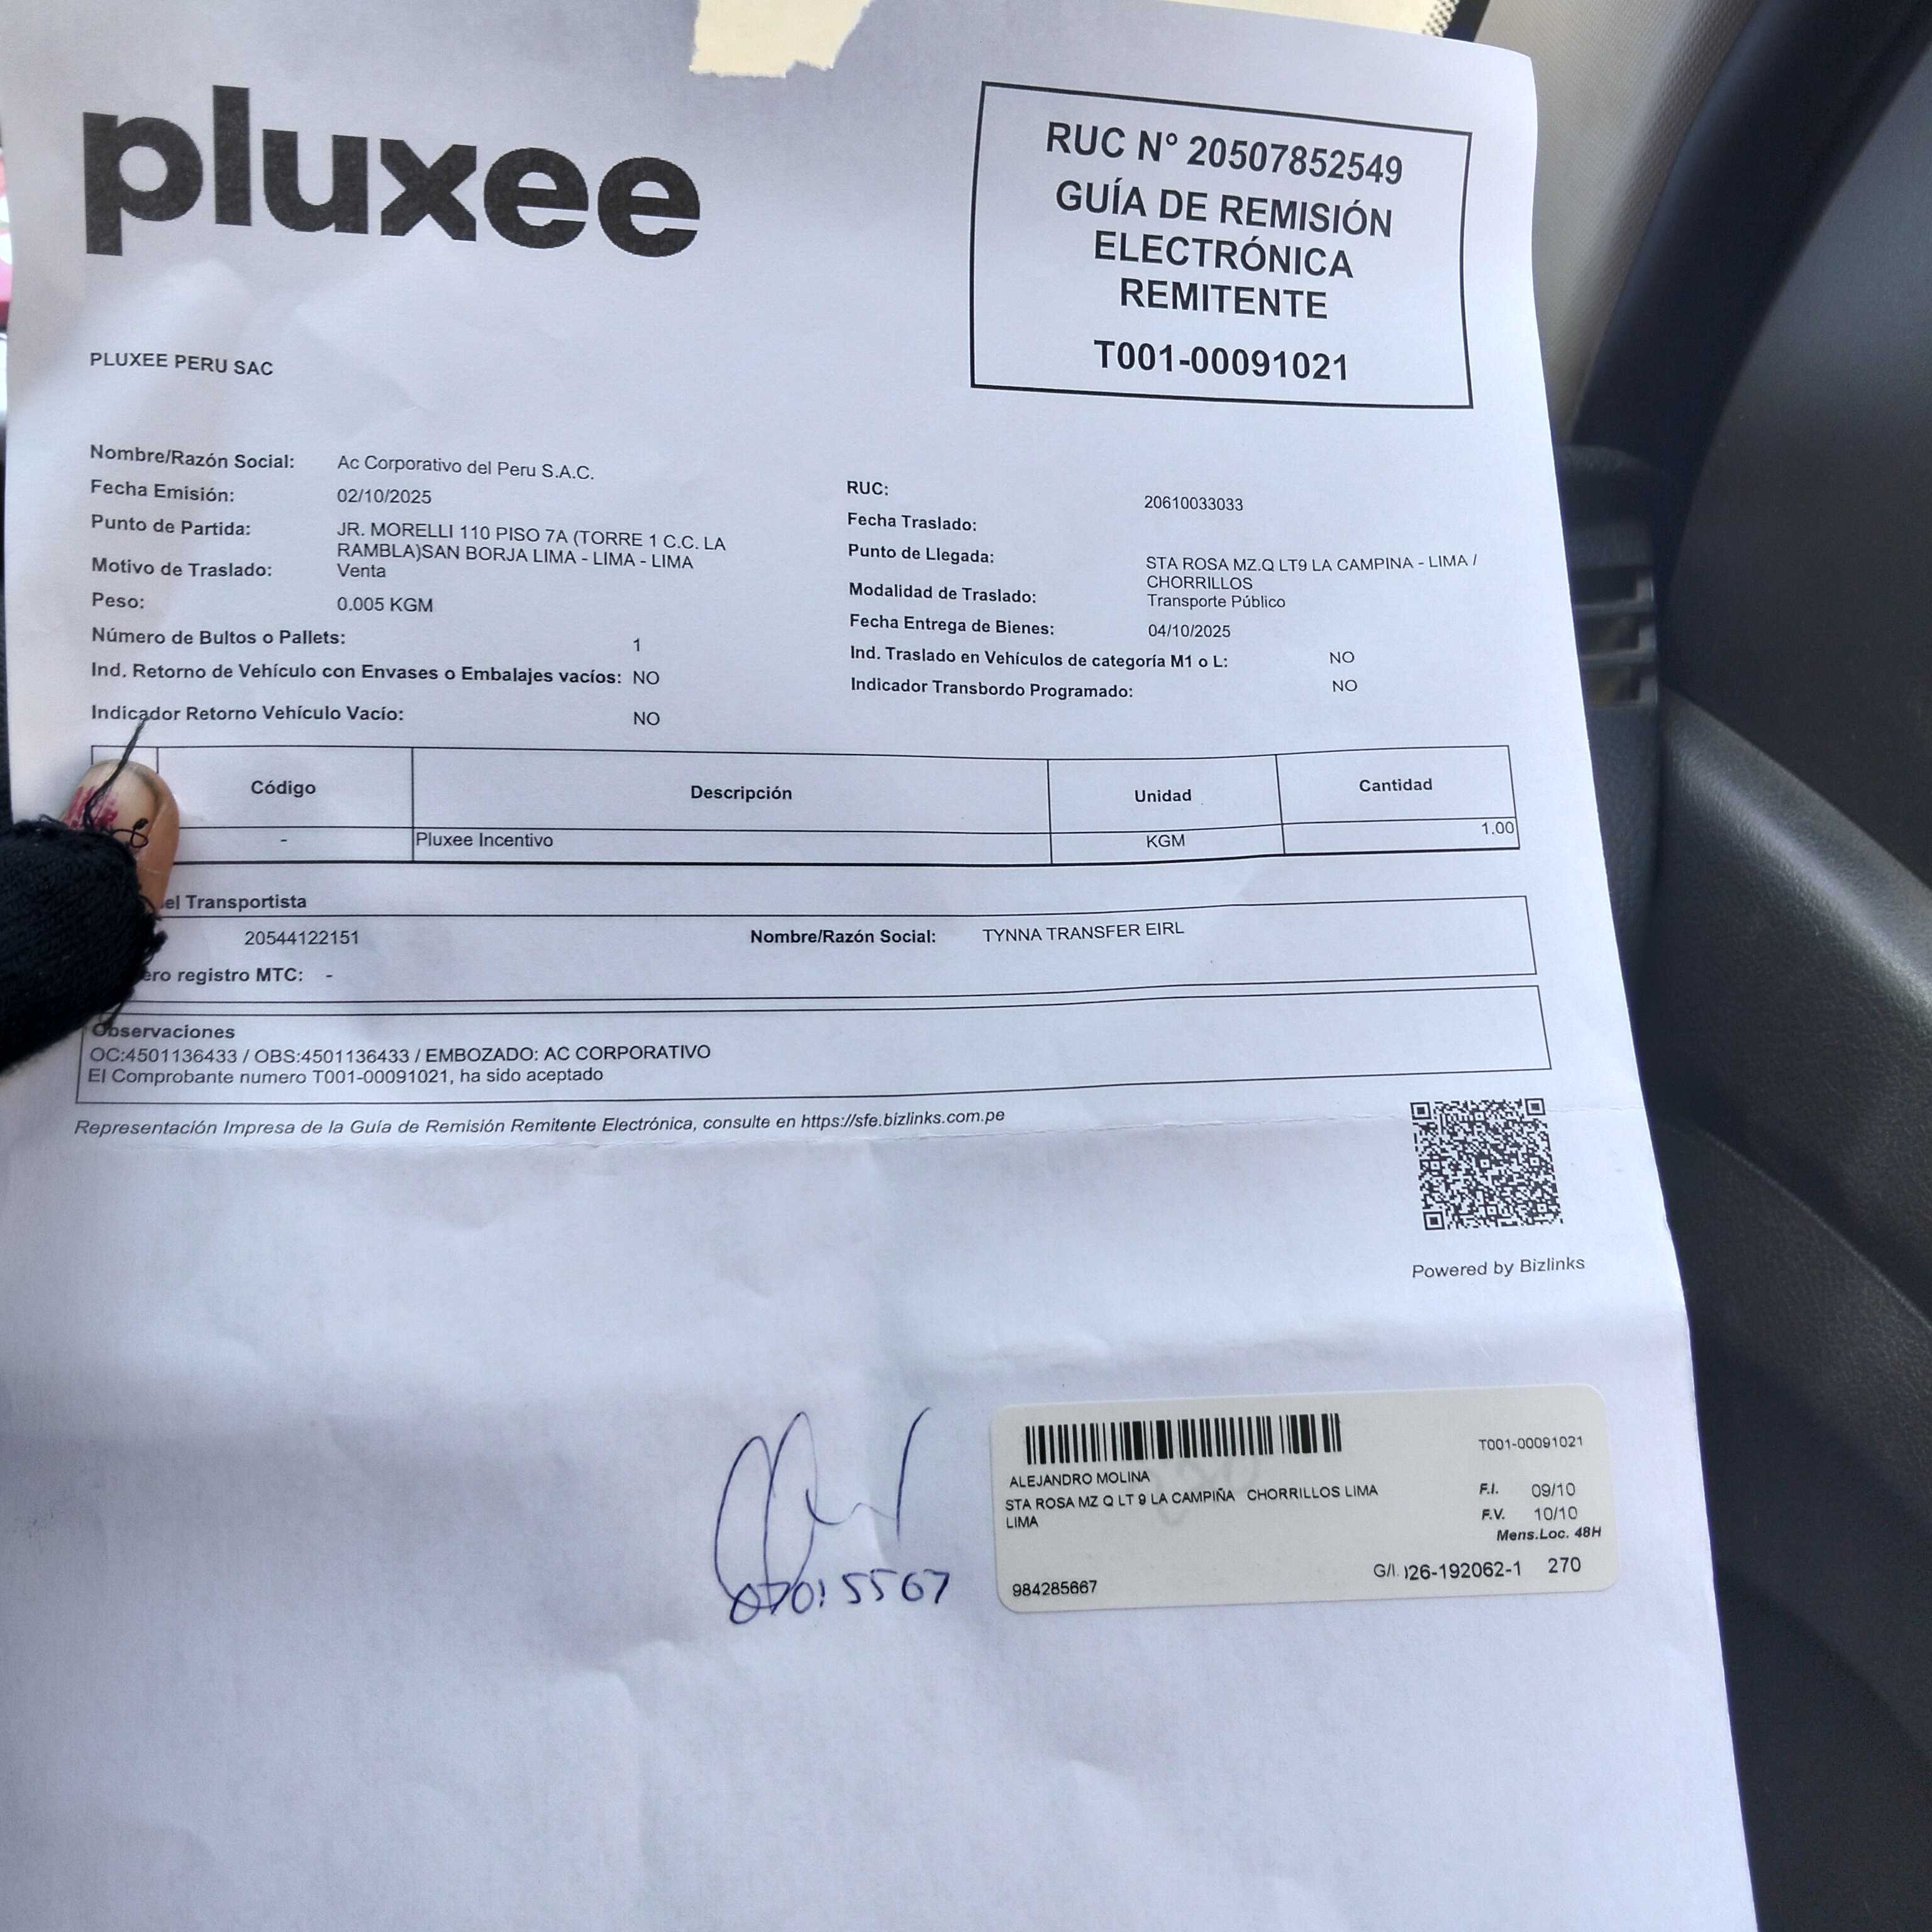 pluxee
RUC N° 20507852549
GUÍA DE REMISIÓN
ELECTRÓNICA
REMITENTE
T001-00091021
PLUXEE PERU SAC
Nombre/Razón Social: Ac Corporativo del Peru S.A.C.
Fecha Emisión: 02/10/2025
Punto de Partida: JR. MORELLI 110 PISO 7A (TORRE 1 C.C. LA
RAMBLA)SAN BORJA LIMA - LIMA - LIMA
Motivo de Traslado: Venta
Peso: 0.005 KGM
Número de Bultos o Pallets: 1
Ind. Retorno de Vehículo con Envases o Embalajes vacíos: NO
Indicador Retorno Vehículo Vacío: NO
RUC: 20610033033
Fecha Traslado:
Punto de Llegada: STA ROSA MZ.Q LT9 LA CAMPINA - LIMA /
CHORRILLOS
Modalidad de Traslado: Transporte Público
Fecha Entrega de Bienes: 04/10/2025
Ind. Traslado en Vehículos de categoría M1 o L: NO
Indicador Transbordo Programado: NO
Código Descripción Unidad Cantidad
- Pluxee Incentivo KGM 1.00
el Transportista
20544122151 Nombre/Razón Social: TYNNA TRANSFER EIRL
ero registro MTC: -
Observaciones
OC:4501136433 / OBS:4501136433 / EMBOZADO: AC CORPORATIVO
El Comprobante numero T001-00091021, ha sido aceptado
Representación Impresa de la Guía de Remisión Remitente Electrónica, consulte en https://sfe.bizlinks.com.pe
Powered by Bizlinks
T001-00091021
ALEJANDRO MOLINA
STA ROSA MZ Q LT 9 LA CAMPIÑA CHORRILLOS LIMA
LIMA
F.I. 09/10
F.V. 10/10
Mens.Loc. 48H
G/I. 026-192062-1 270
984285667